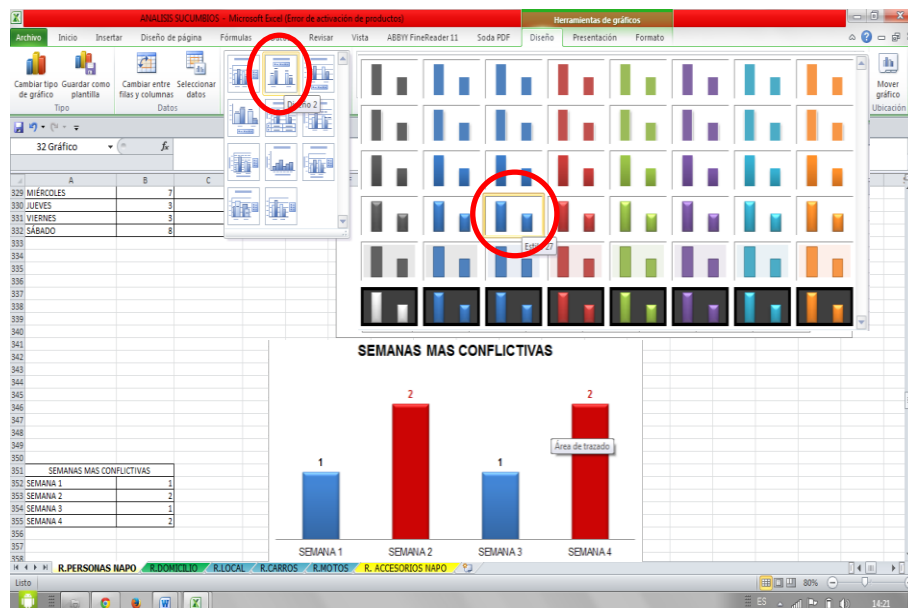 ANALISIS SUCUMBIOS - Microsoft Excel (Error de activación de productos)
Herramientas de gráficos
Archivo Inicio Insertar Diseño de página Fórmulas Revisar Vista ABBYY FineReader 11 Soda PDF Diseño Presentación Formato
Cambiar tipo de gráfico
Guardar como plantilla
Cambiar entre filas y columnas
Seleccionar datos
Mover gráfico
Tipo
Datos
Ubicación
Diseño 2
32 Gráfico
fx
A B C
329 MIÉRCOLES 7
330 JUEVES 3
331 VIERNES 3
332 SÁBADO 8
333
334
335
336
337
338
339
340
341
342
343
344
345
346
347
348
349
350
351 SEMANAS MAS CONFLICTIVAS
352 SEMANA 1 1
353 SEMANA 2 2
354 SEMANA 3 1
355 SEMANA 4 2
356
357
358
SEMANAS MAS CONFLICTIVAS
1 2 1 2
Área de trazado
SEMANA 1 SEMANA 2 SEMANA 3 SEMANA 4
R.PERSONAS NAPO R.DOMICILIO R.LOCAL R.CARROS R.MOTOS R. ACCESORIOS NAPO
Listo
80%
ES
14:21